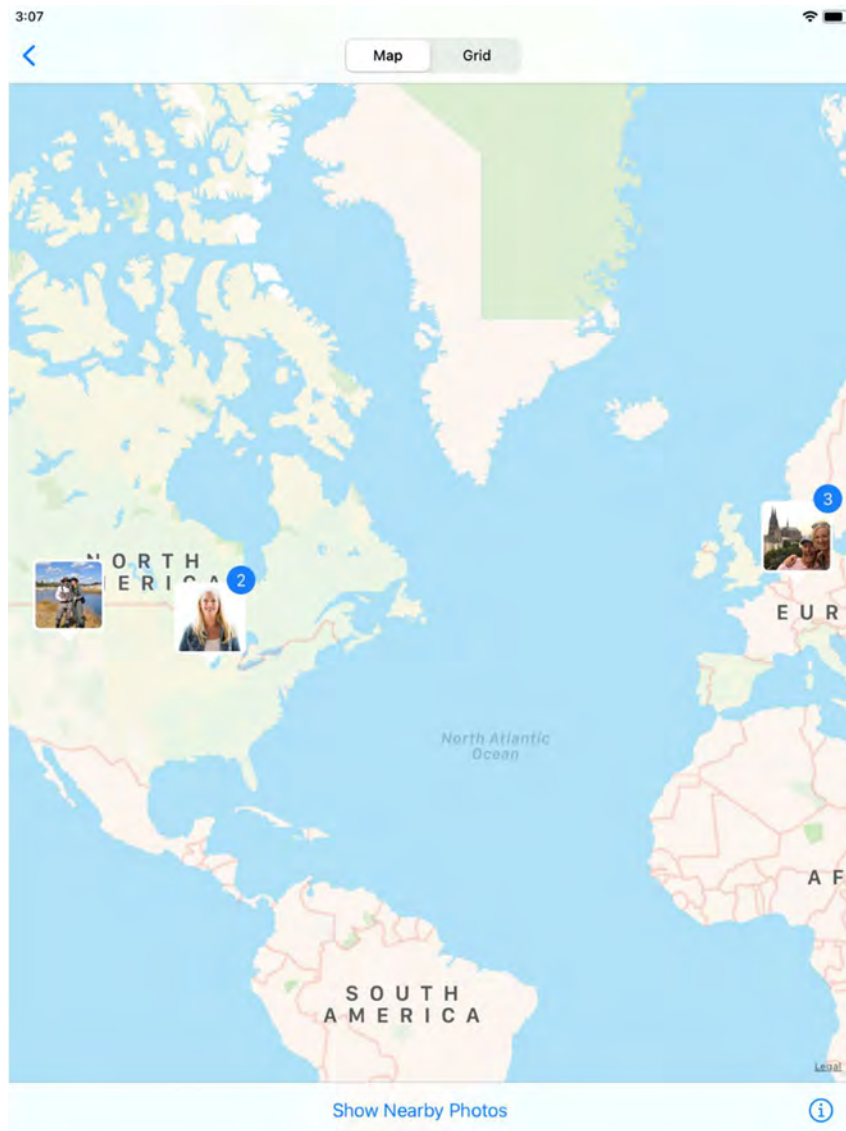 3:07
Map
Grid
NORTH
ERICA
2
3
EUR
North Atlantic
Ocean
AF
SOUTH
AMERICA
Legal
Show Nearby Photos